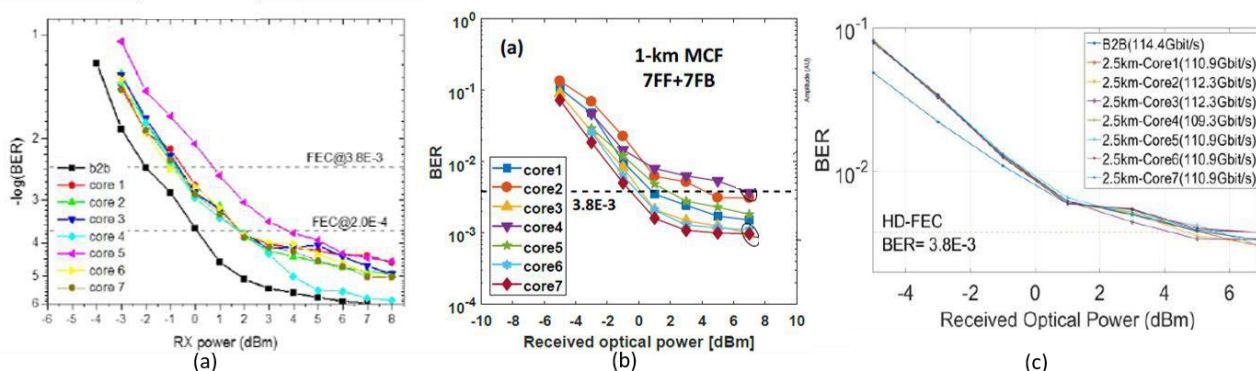 1
2
3
4
5
6
-log(BER)
FEC@3.8E-3
FEC@2.0E-4
b2b
core 1
core 2
core 3
core 4
core 5
core 6
core 7
-6 -5 -4 -3 -2 -1 0 1 2 3 4 5 6 7 8
RX power (dBm)
(a)
(a)
1-km MCF
7FF+7FB
10^0
10^-1
10^-2
10^-3
10^-4
BER
3.8E-3
core1
core2
core3
core4
core5
core6
core7
-10 -8 -6 -4 -2 0 2 4 6 8 10
Received optical power [dBm]
(b)
Amplitude (AU)
10^-1
10^-2
BER
B2B(114.4Gbit/s)
2.5km-Core1(110.9Gbit/s)
2.5km-Core2(112.3Gbit/s)
2.5km-Core3(112.3Gbit/s)
2.5km-Core4(109.3Gbit/s)
2.5km-Core5(110.9Gbit/s)
2.5km-Core6(110.9Gbit/s)
2.5km-Core7(110.9Gbit/s)
HD-FEC
BER= 3.8E-3
-4 -2 0 2 4 6
Received Optical Power (dBm)
(c)